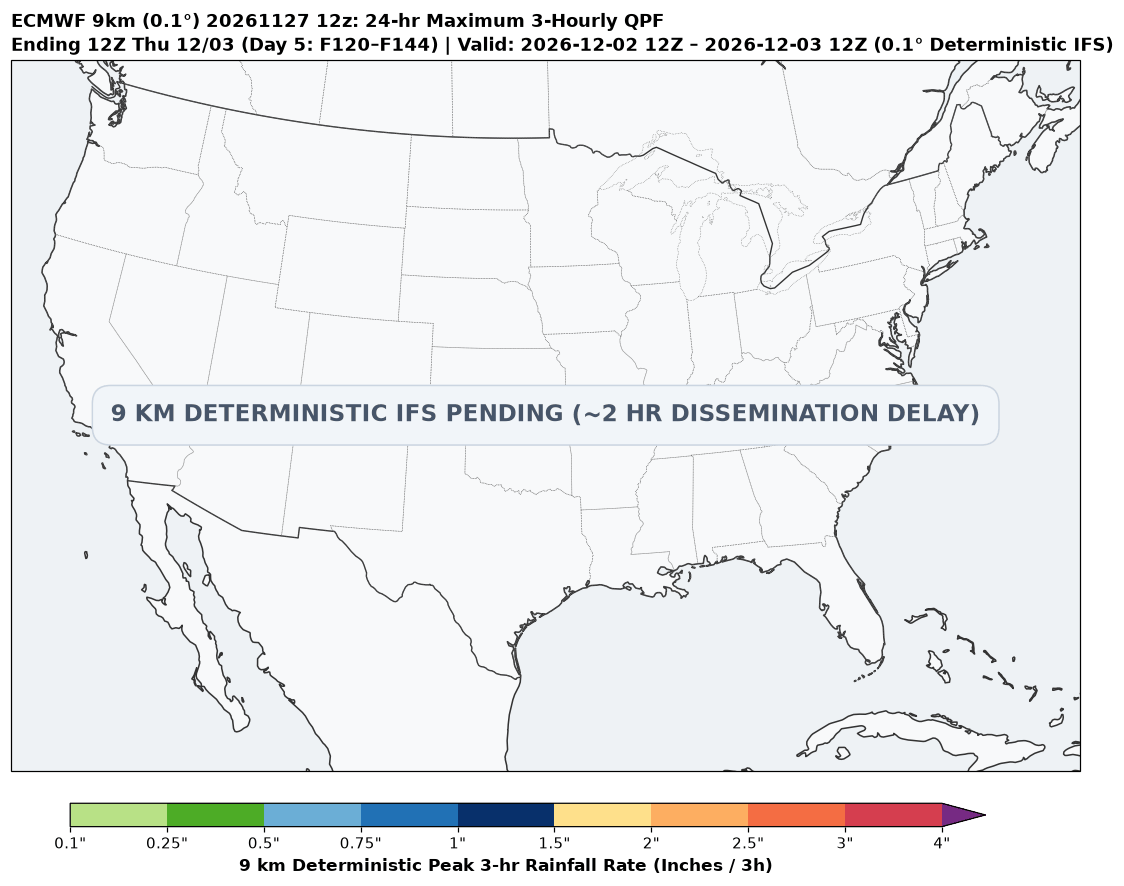 ECMWF 9km (0.1°) 20261127 12z: 24-hr Maximum 3-Hourly QPF
Ending 12Z Thu 12/03 (Day 5: F120–F144) | Valid: 2026-12-02 12Z – 2026-12-03 12Z (0.1° Deterministic IFS)
9 KM DETERMINISTIC IFS PENDING (~2 HR DISSEMINATION DELAY)
0.1" 0.25" 0.5" 0.75" 1" 1.5" 2" 2.5" 3" 4"
9 km Deterministic Peak 3-hr Rainfall Rate (Inches / 3h)